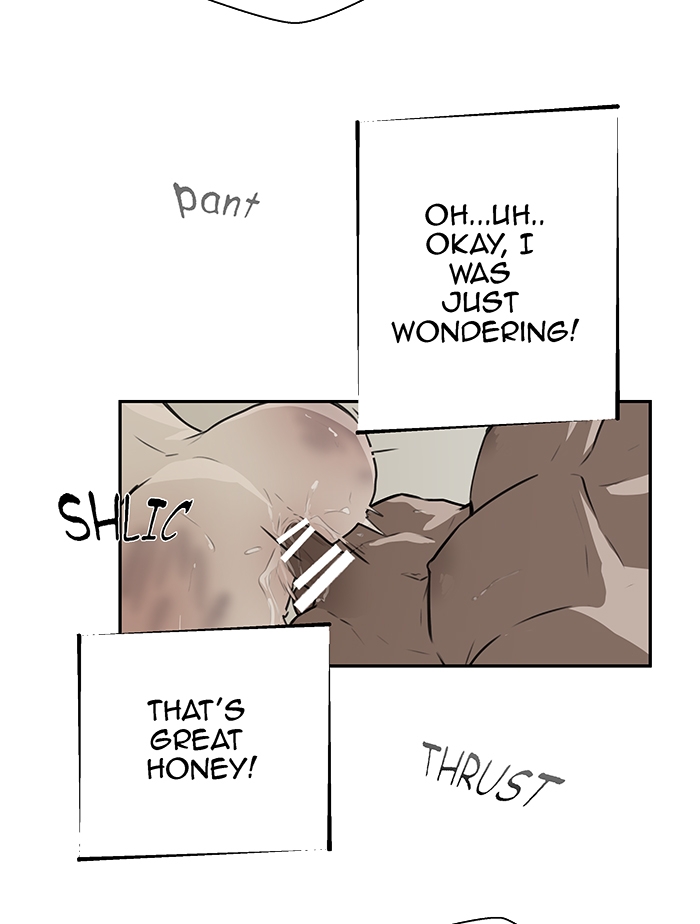 pant
OH...UH..
OKAY, I
WAS
JUST
WONDERING!
SHLIC
THAT'S
GREAT
HONEY!
THRUST